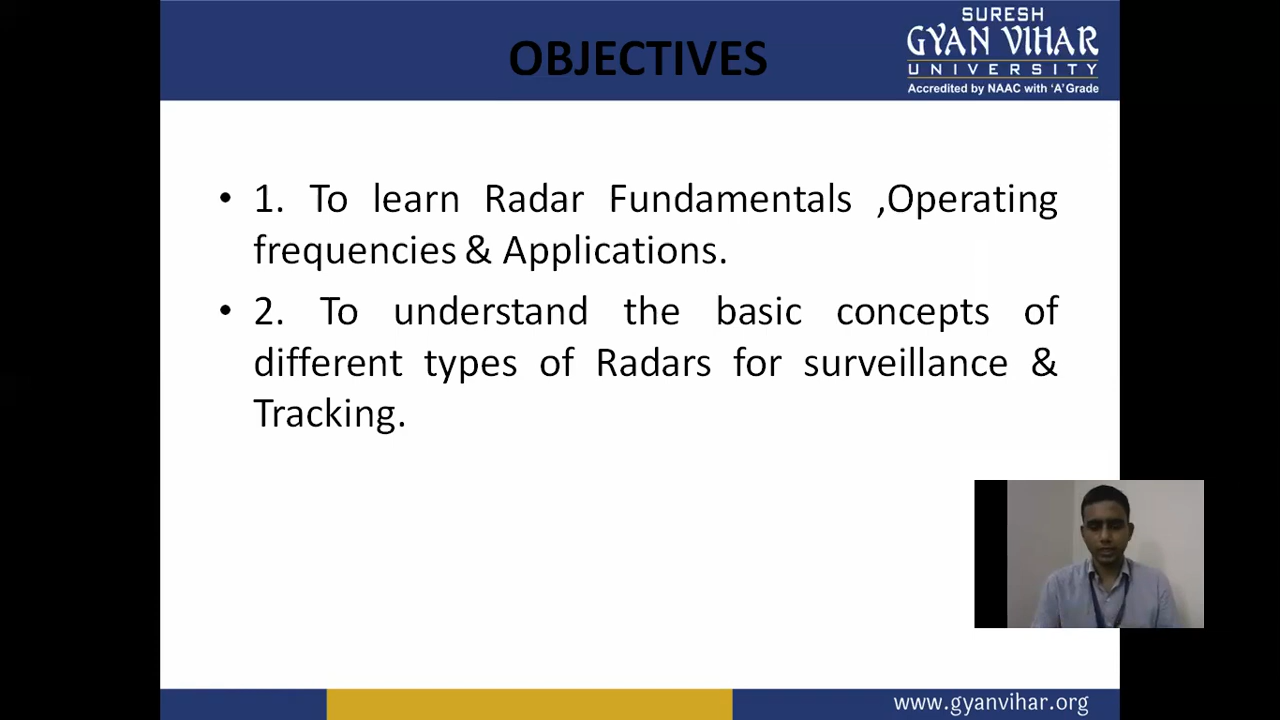 SURESH
GYAN VIHAR
UNIVERSITY
Accredited by NAAC with 'A' Grade
OBJECTIVES
• 1. To learn Radar Fundamentals ,Operating
frequencies & Applications.
• 2. To understand the basic concepts of
different types of Radars for surveillance &
Tracking.
www.gyanvihar.org